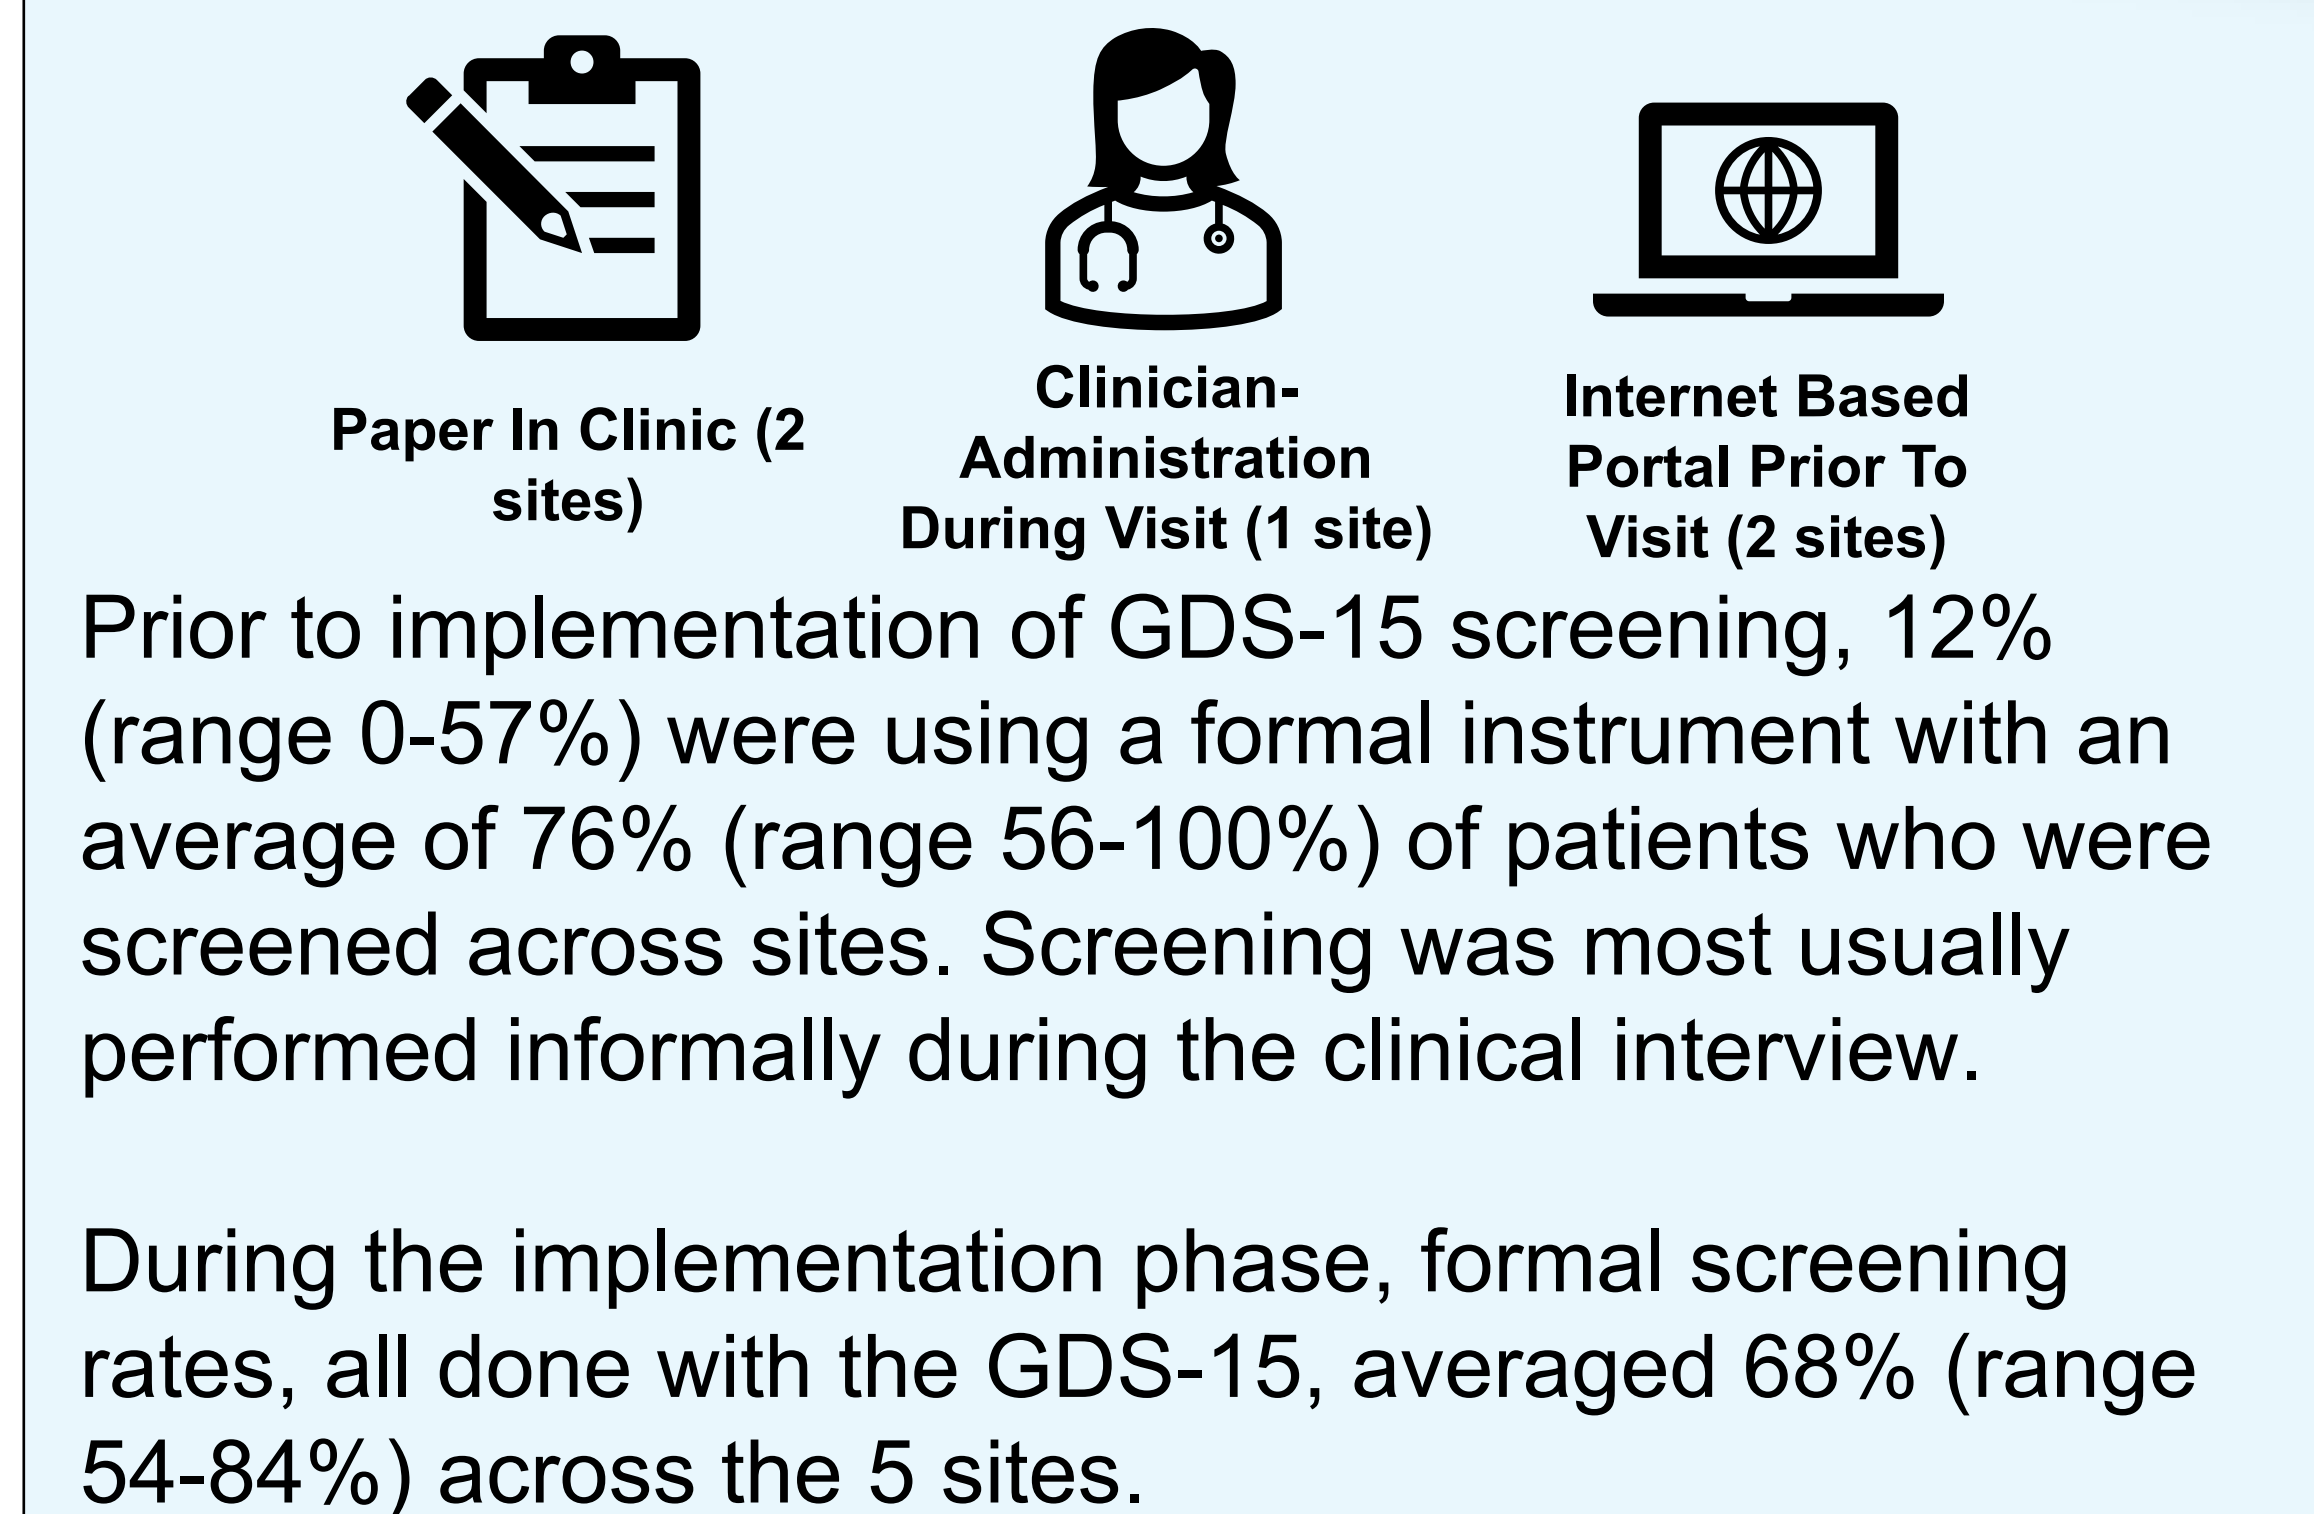 Paper In Clinic (2
sites)
Clinician-
Administration
During Visit (1 site)
Internet Based
Portal Prior To
Visit (2 sites)
Prior to implementation of GDS-15 screening, 12%
(range 0-57%) were using a formal instrument with an
average of 76% (range 56-100%) of patients who were
screened across sites. Screening was most usually
performed informally during the clinical interview.
During the implementation phase, formal screening
rates, all done with the GDS-15, averaged 68% (range
54-84%) across the 5 sites.